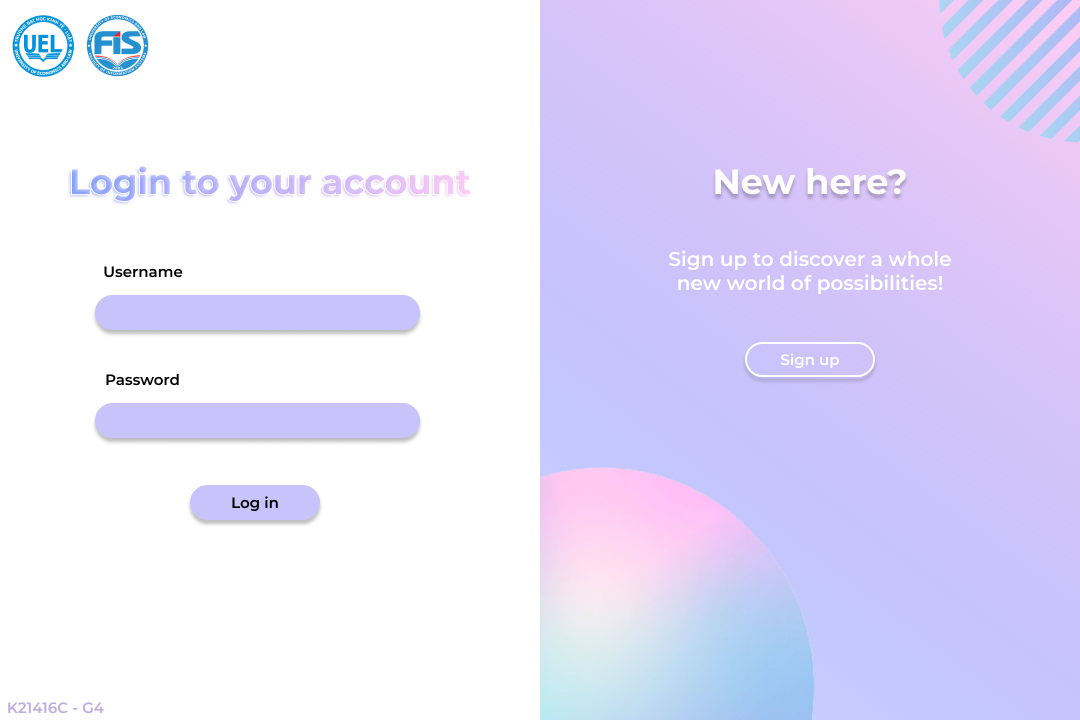 UEL
FIS
Login to your account
Username
Password
Log in
K21416C - G4
New here?
Sign up to discover a whole
new world of possibilities!
Sign up